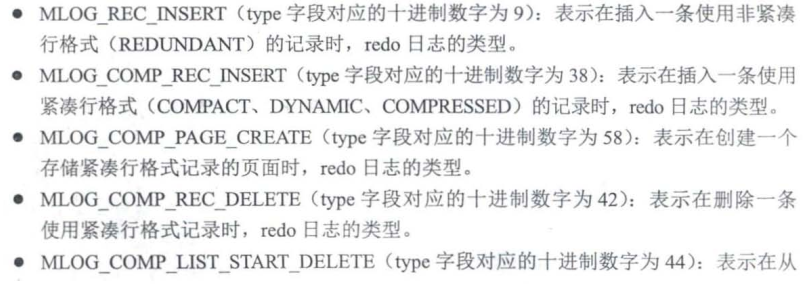 ● MLOG_REC_INSERT（type 字段对应的十进制数字为 9）：表示在插入一条使用非紧凑
行格式（REDUNDANT）的记录时，redo 日志的类型。
● MLOG_COMP_REC_INSERT（type 字段对应的十进制数字为 38）：表示在插入一条使用
紧凑行格式（COMPACT、DYNAMIC、COMPRESSED）的记录时，redo 日志的类型。
● MLOG_COMP_PAGE_CREATE（type 字段对应的十进制数字为 58）：表示在创建一个
存储紧凑行格式记录的页面时，redo 日志的类型。
● MLOG_COMP_REC_DELETE（type 字段对应的十进制数字为 42）：表示在删除一条
使用紧凑行格式记录时，redo 日志的类型。
● MLOG_COMP_LIST_START_DELETE（type 字段对应的十进制数字为 44）：表示在从